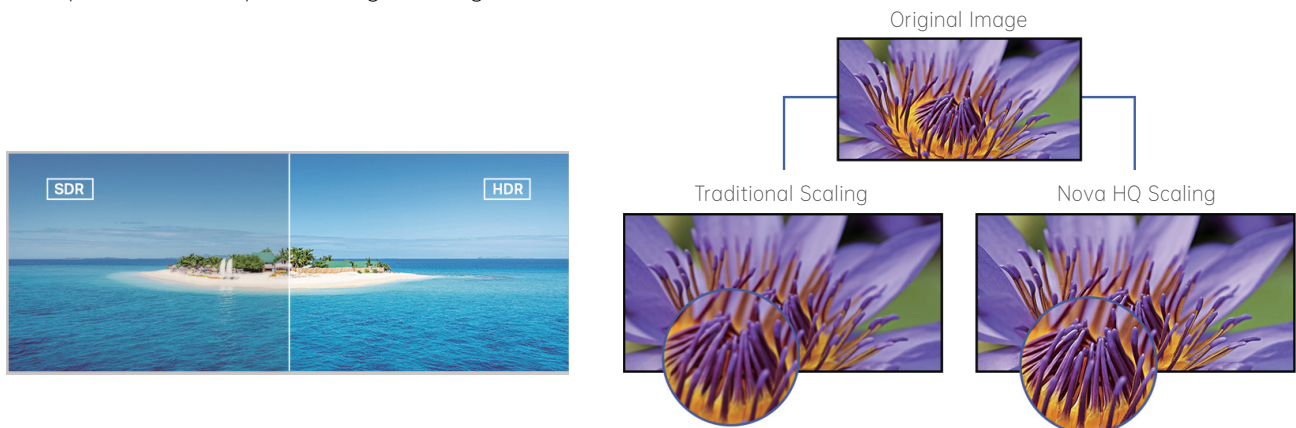 Original Image
SDR
HDR
Traditional Scaling
Nova HQ Scaling